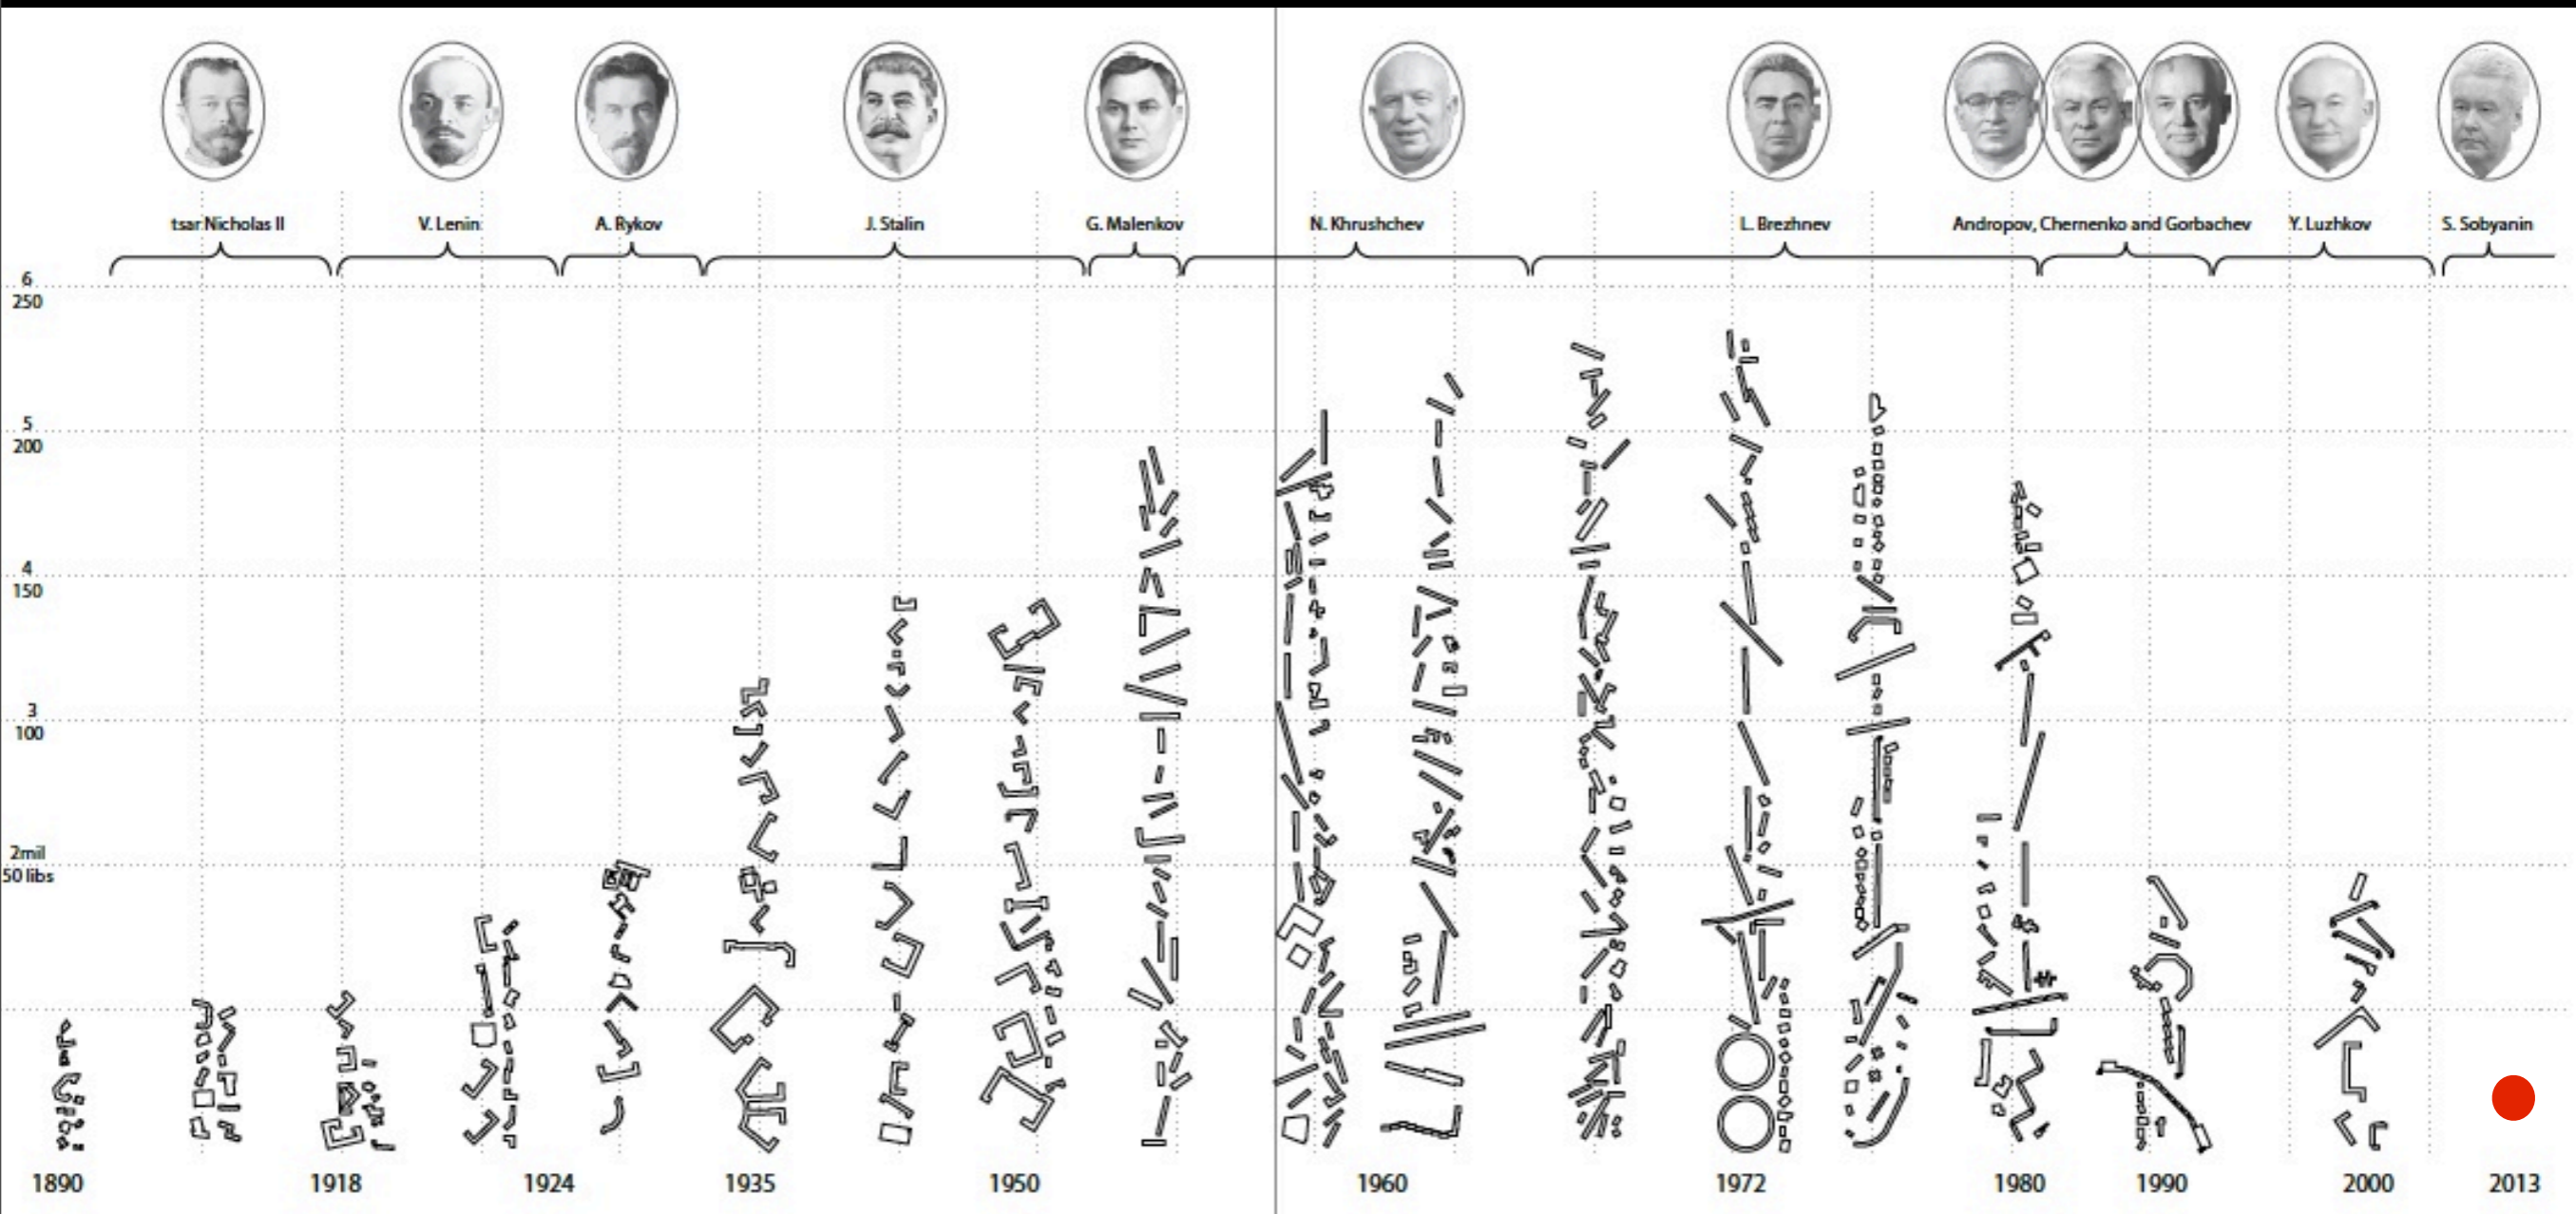 tsar Nicholas II
V. Lenin
A. Rykov
J. Stalin
G. Malenkov
N. Khrushchev
L. Brezhnev
Andropov, Chernenko and Gorbachev
Y. Luzhkov
S. Sobyanin
6
250
5
200
4
150
3
100
2mil
50 libs
1890
1918
1924
1935
1950
1960
1972
1980
1990
2000
2013